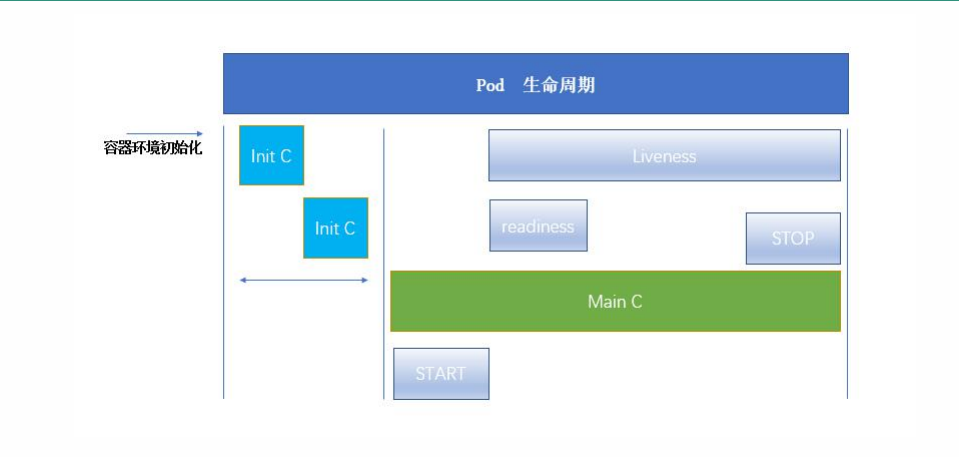 Pod 生命周期
容器环境初始化
Init C
Liveness
Init C
readiness
STOP
Main C
START